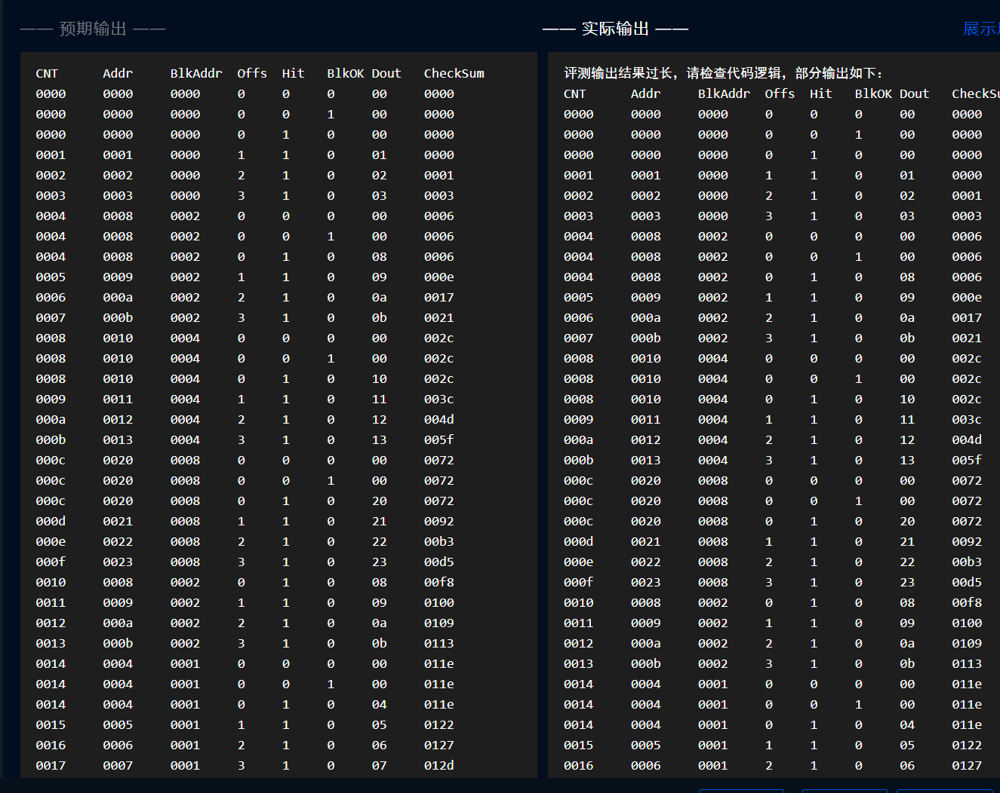 —— 预期输出 ——
CNT Addr BlkAddr Offs Hit BlkOK Dout CheckSum
0000 0000 0000 0 0 0 00 0000
0000 0000 0000 0 0 1 00 0000
0000 0000 0000 0 1 0 00 0000
0001 0001 0000 1 1 0 01 0000
0002 0002 0000 2 1 0 02 0001
0003 0003 0000 3 1 0 03 0003
0004 0008 0002 0 0 0 00 0006
0004 0008 0002 0 0 1 00 0006
0004 0008 0002 0 1 0 08 0006
0005 0009 0002 1 1 0 09 000e
0006 000a 0002 2 1 0 0a 0017
0007 000b 0002 3 1 0 0b 0021
0008 0010 0004 0 0 0 00 002c
0008 0010 0004 0 0 1 00 002c
0008 0010 0004 0 1 0 10 002c
0009 0011 0004 1 1 0 11 003c
000a 0012 0004 2 1 0 12 004d
000b 0013 0004 3 1 0 13 005f
000c 0020 0008 0 0 0 00 0072
000c 0020 0008 0 0 1 00 0072
000c 0020 0008 0 1 0 20 0072
000d 0021 0008 1 1 0 21 0092
000e 0022 0008 2 1 0 22 00b3
000f 0023 0008 3 1 0 23 00d5
0010 0008 0002 0 1 0 08 00f8
0011 0009 0002 1 1 0 09 0100
0012 000a 0002 2 1 0 0a 0109
0013 000b 0002 3 1 0 0b 0113
0014 0004 0001 0 0 0 00 011e
0014 0004 0001 0 0 1 00 011e
0014 0004 0001 0 1 0 04 011e
0015 0005 0001 1 1 0 05 0122
0016 0006 0001 2 1 0 06 0127
0017 0007 0001 3 1 0 07 012d
—— 实际输出 ——
展示
评测输出结果过长，请检查代码逻辑，部分输出如下：
CNT Addr BlkAddr Offs Hit BlkOK Dout CheckSu
0000 0000 0000 0 0 0 00 0000
0000 0000 0000 0 0 1 00 0000
0000 0000 0000 0 1 0 00 0000
0001 0001 0000 1 1 0 01 0000
0002 0002 0000 2 1 0 02 0001
0003 0003 0000 3 1 0 03 0003
0004 0008 0002 0 0 0 00 0006
0004 0008 0002 0 0 1 00 0006
0004 0008 0002 0 1 0 08 0006
0005 0009 0002 1 1 0 09 000e
0006 000a 0002 2 1 0 0a 0017
0007 000b 0002 3 1 0 0b 0021
0008 0010 0004 0 0 0 00 002c
0008 0010 0004 0 0 1 00 002c
0008 0010 0004 0 1 0 10 002c
0009 0011 0004 1 1 0 11 003c
000a 0012 0004 2 1 0 12 004d
000b 0013 0004 3 1 0 13 005f
000c 0020 0008 0 0 0 00 0072
000c 0020 0008 0 0 1 00 0072
000c 0020 0008 0 1 0 20 0072
000d 0021 0008 1 1 0 21 0092
000e 0022 0008 2 1 0 22 00b3
000f 0023 0008 3 1 0 23 00d5
0010 0008 0002 0 1 0 08 00f8
0011 0009 0002 1 1 0 09 0100
0012 000a 0002 2 1 0 0a 0109
0013 000b 0002 3 1 0 0b 0113
0014 0004 0001 0 0 0 00 011e
0014 0004 0001 0 0 1 00 011e
0014 0004 0001 0 1 0 04 011e
0015 0005 0001 1 1 0 05 0122
0016 0006 0001 2 1 0 06 0127